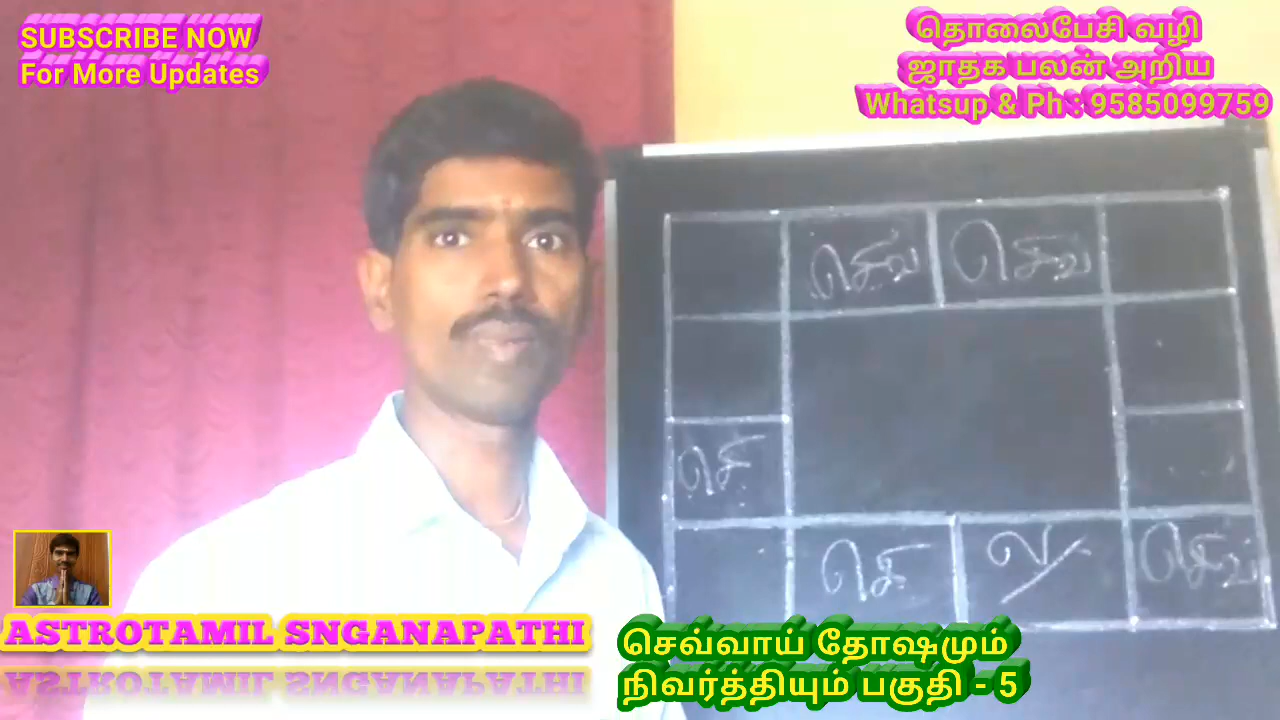 SUBSCRIBE NOW
For More Updates
தொலைபேசி வழி
ஜாதக பலன் அறிய
Whatsup & Ph : 9585099759
செவ் செவ்
செ
செ ல செவ்
ASTROTAMIL SNGANAPATHI
செவ்வாய் தோஷமும்
நிவர்த்தியும் பகுதி - 5